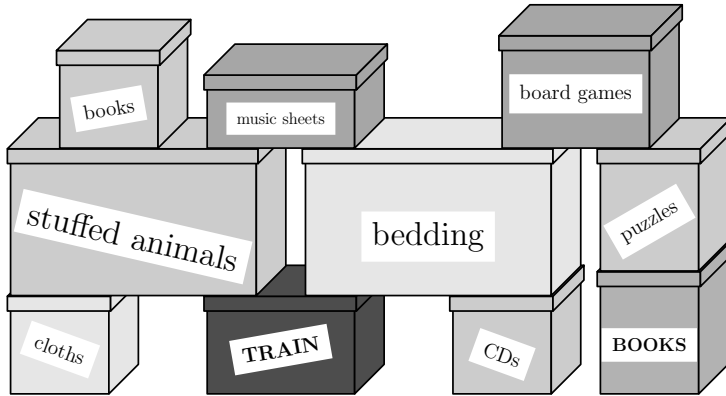 books
music sheets
board games
stuffed animals
bedding
puzzles
cloths
TRAIN
CDs
BOOKS